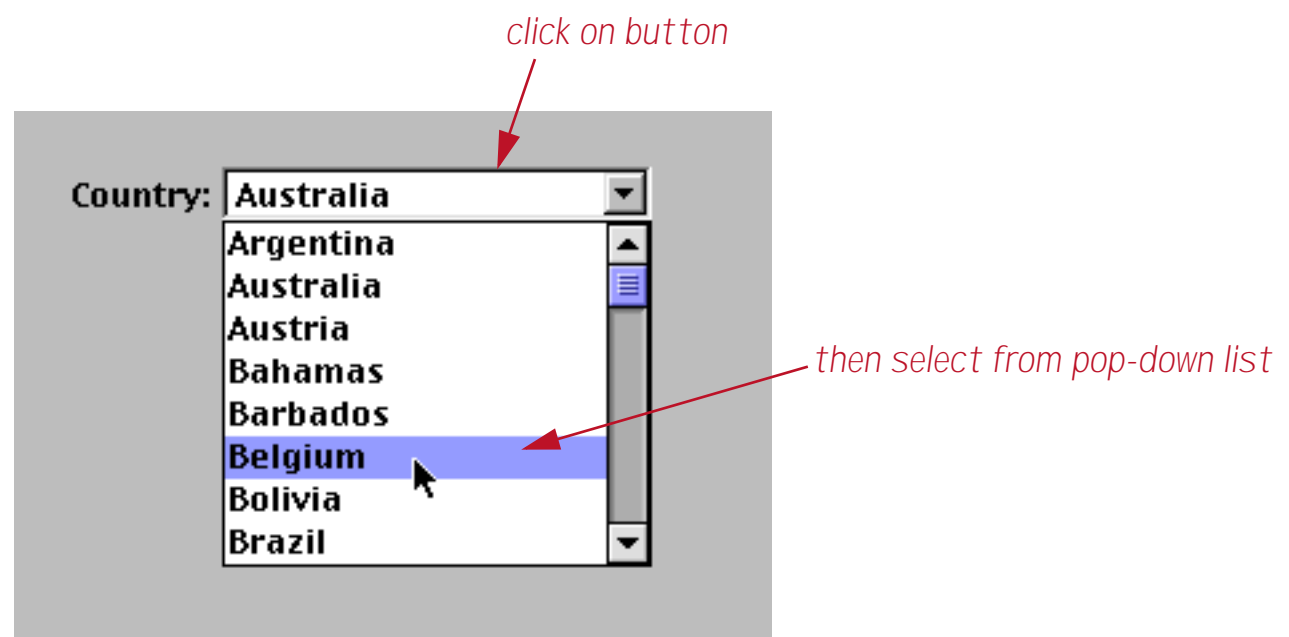 click on button
Country: Australia
Argentina
Australia
Austria
Bahamas
then select from pop-down list
Barbados
Belgium
Bolivia
Brazil